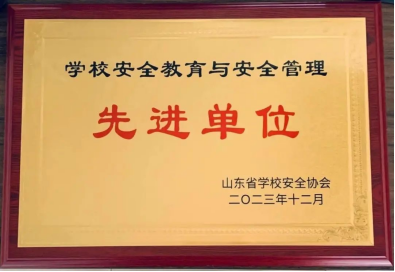 学校安全教育与安全管理
先进单位
山东省学校安全协会
二〇二三年十二月